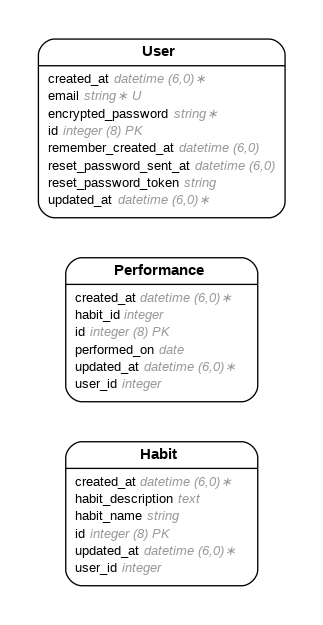 User
created_at datetime (6,0)∗
email string∗ U
encrypted_password string∗
id integer (8) PK
remember_created_at datetime (6,0)
reset_password_sent_at datetime (6,0)
reset_password_token string
updated_at datetime (6,0)∗
Performance
created_at datetime (6,0)∗
habit_id integer
id integer (8) PK
performed_on date
updated_at datetime (6,0)∗
user_id integer
Habit
created_at datetime (6,0)∗
habit_description text
habit_name string
id integer (8) PK
updated_at datetime (6,0)∗
user_id integer